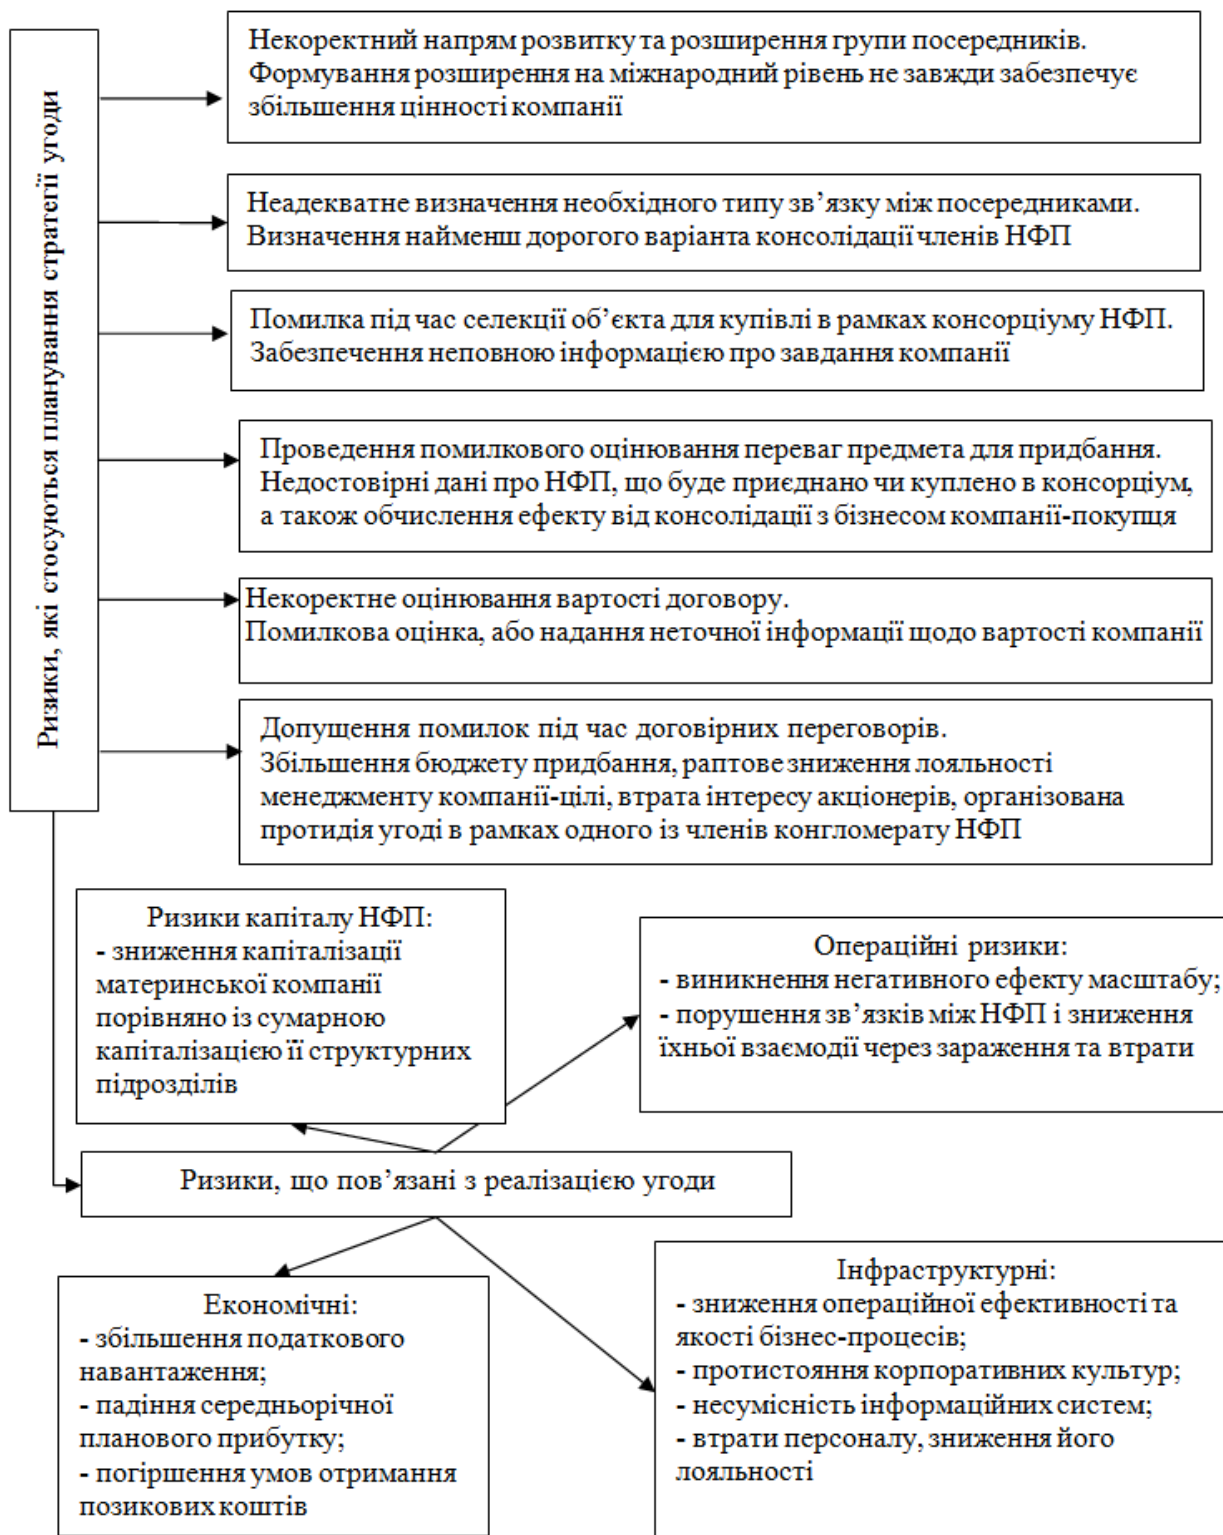 Ризики, які стосуються планування стратегії угоди
Некоректний напрям розвитку та розширення групи посередників.
Формування розширення на міжнародний рівень не завжди забезпечує
збільшення цінності компанії
Неадекватне визначення необхідного типу зв’язку між посередниками.
Визначення найменш дорогого варіанта консолідації членів НФП
Помилка під час селекції об’єкта для купівлі в рамках консорціуму НФП.
Забезпечення неповною інформацією про завдання компанії
Проведення помилкового оцінювання переваг предмета для придбання.
Недостовірні дані про НФП, що буде приєднано чи куплено в консорціум,
а також обчислення ефекту від консолідації з бізнесом компанії-покупця
Некоректне оцінювання вартості договору.
Помилкова оцінка, або надання неточної інформації щодо вартості компанії
Допущення помилок під час договірних переговорів.
Збільшення бюджету придбання, раптове зниження лояльності
менеджменту компанії-цілі, втрата інтересу акціонерів, організована
протидія угоді в рамках одного із членів конгломерату НФП
Ризики капіталу НФП:
- зниження капіталізації
материнської компанії
порівняно із сумарною
капіталізацією її структурних
підрозділів
Операційні ризики:
- виникнення негативного ефекту масштабу;
- порушення зв’язків між НФП і зниження
їхньої взаємодії через зараження та втрати
Ризики, що пов’язані з реалізацією угоди
Економічні:
- збільшення податкового
навантаження;
- падіння середньорічної
планового прибутку;
- погіршення умов отримання
позикових коштів
Інфраструктурні:
- зниження операційної ефективності та
якості бізнес-процесів;
- протистояння корпоративних культур;
- несумісність інформаційних систем;
- втрати персоналу, зниження його
лояльності